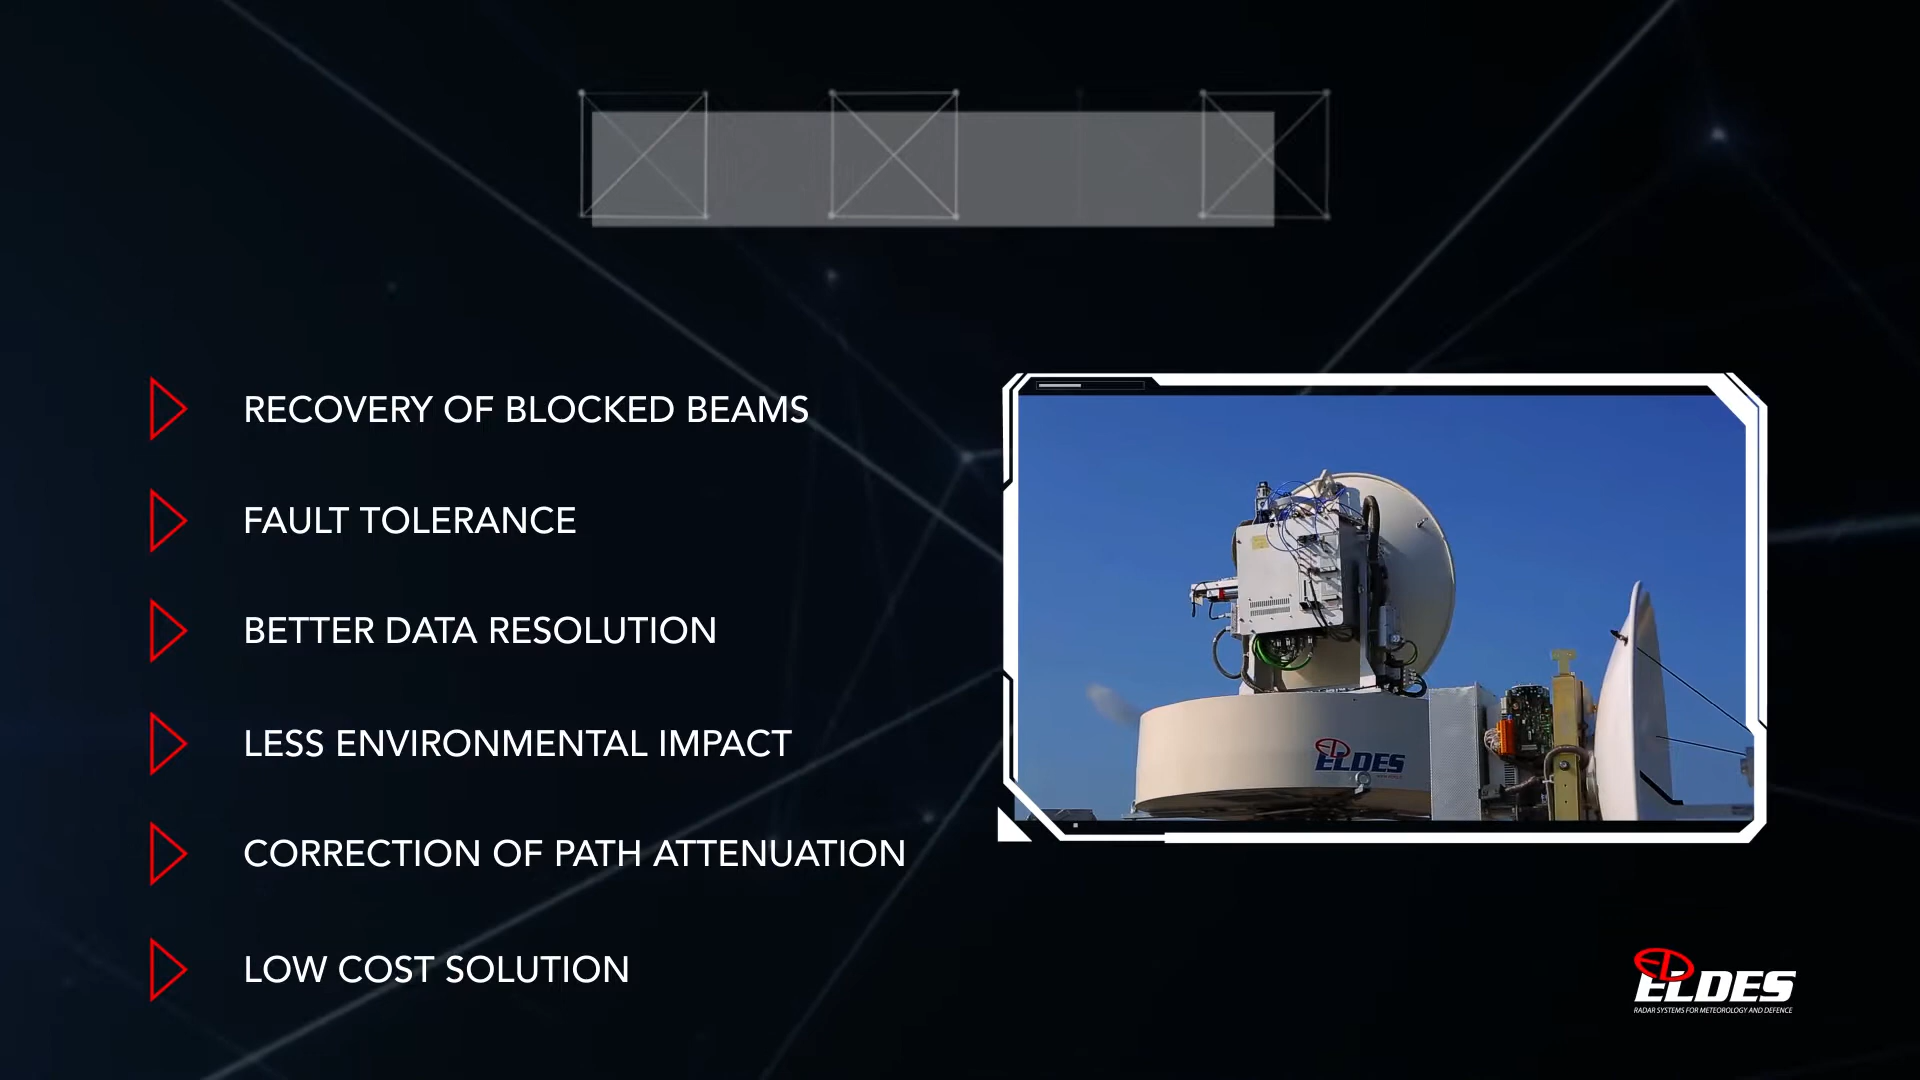 RECOVERY OF BLOCKED BEAMS
FAULT TOLERANCE
BETTER DATA RESOLUTION
LESS ENVIRONMENTAL IMPACT
CORRECTION OF PATH ATTENUATION
LOW COST SOLUTION
ELDES
ELDES
RADAR SYSTEMS FOR METEOROLOGY AND DEFENCE